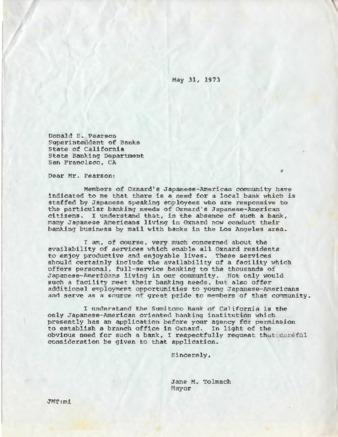 May 31, 1973
Donald E. Pearson
Superintendent of Banks
State of California
State Banking Department
San Francisco, CA
Dear Mr. Pearson:
Members of Oxnard's Japanese-American community have
indicated to me that there is a need for a local bank which is
staffed by Japanese speaking employees who are responsive to
the particular banking needs of Oxnard's Japanese-American
citizens. I understand that, in the absence of such a bank,
many Japanese Americans living in Oxnard now conduct their
banking business by mail with banks in the Los Angeles area.
I am, of course, very much concerned about the
availability of services which enable all Oxnard residents
to enjoy productive and enjoyable lives. These services
should certainly include the availability of a facility which
offers personal, full-service banking to the thousands of
Japanese-Americans living in our community. Not only would
such a facility meet their banking needs, but also offer
additional employment opportunities to young Japanese-Americans
and serve as a source of great pride to members of that community.
I understand the Sumitomo Bank of California is the
only Japanese-American oriented banking institution which
presently has an application before your agency for permission
to establish a branch office in Oxnard. In light of the
obvious need for such a bank, I respectfully request that careful
consideration be given to that application.
Sincerely,
Jane M. Tolmach
Mayor
JMT:mi